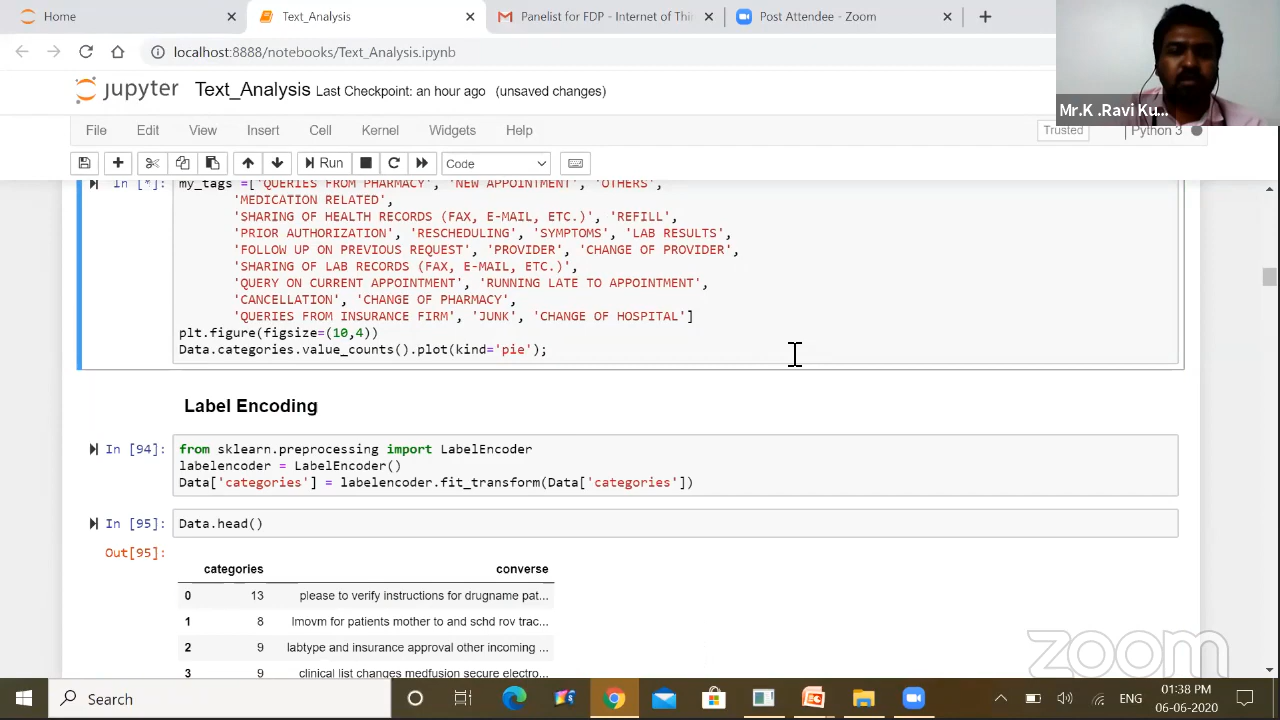 Home
Text_Analysis
Panelist for FDP - Internet of Thi
Post Attendee - Zoom
localhost:8888/notebooks/Text_Analysis.ipynb
jupyter Text_Analysis Last Checkpoint: an hour ago (unsaved changes)
Mr.K .Ravi Ku...
File Edit View Insert Cell Kernel Widgets Help
Trusted
Python 3
Run
Code
In [*]:
my_tags =['QUERIES FROM PHARMACY', 'NEW APPOINTMENT', 'OTHERS',
'MEDICATION RELATED',
'SHARING OF HEALTH RECORDS (FAX, E-MAIL, ETC.)', 'REFILL',
'PRIOR AUTHORIZATION', 'RESCHEDULING', 'SYMPTOMS', 'LAB RESULTS',
'FOLLOW UP ON PREVIOUS REQUEST', 'PROVIDER', 'CHANGE OF PROVIDER',
'SHARING OF LAB RECORDS (FAX, E-MAIL, ETC.)',
'QUERY ON CURRENT APPOINTMENT', 'RUNNING LATE TO APPOINTMENT',
'CANCELLATION', 'CHANGE OF PHARMACY',
'QUERIES FROM INSURANCE FIRM', 'JUNK', 'CHANGE OF HOSPITAL']
plt.figure(figsize=(10,4))
Data.categories.value_counts().plot(kind='pie');
Label Encoding
In [94]:
from sklearn.preprocessing import LabelEncoder
labelencoder = LabelEncoder()
Data['categories'] = labelencoder.fit_transform(Data['categories'])
In [95]:
Data.head()
Out[95]:
categories converse
0 13 please to verify instructions for drugname pat...
1 8 lmovm for patients mother to and schd rov trac...
2 9 labtype and insurance approval other incoming ...
3 9 clinical list changes medfusion secure electro...
zoom
Search
ENG
01:38 PM
06-06-2020